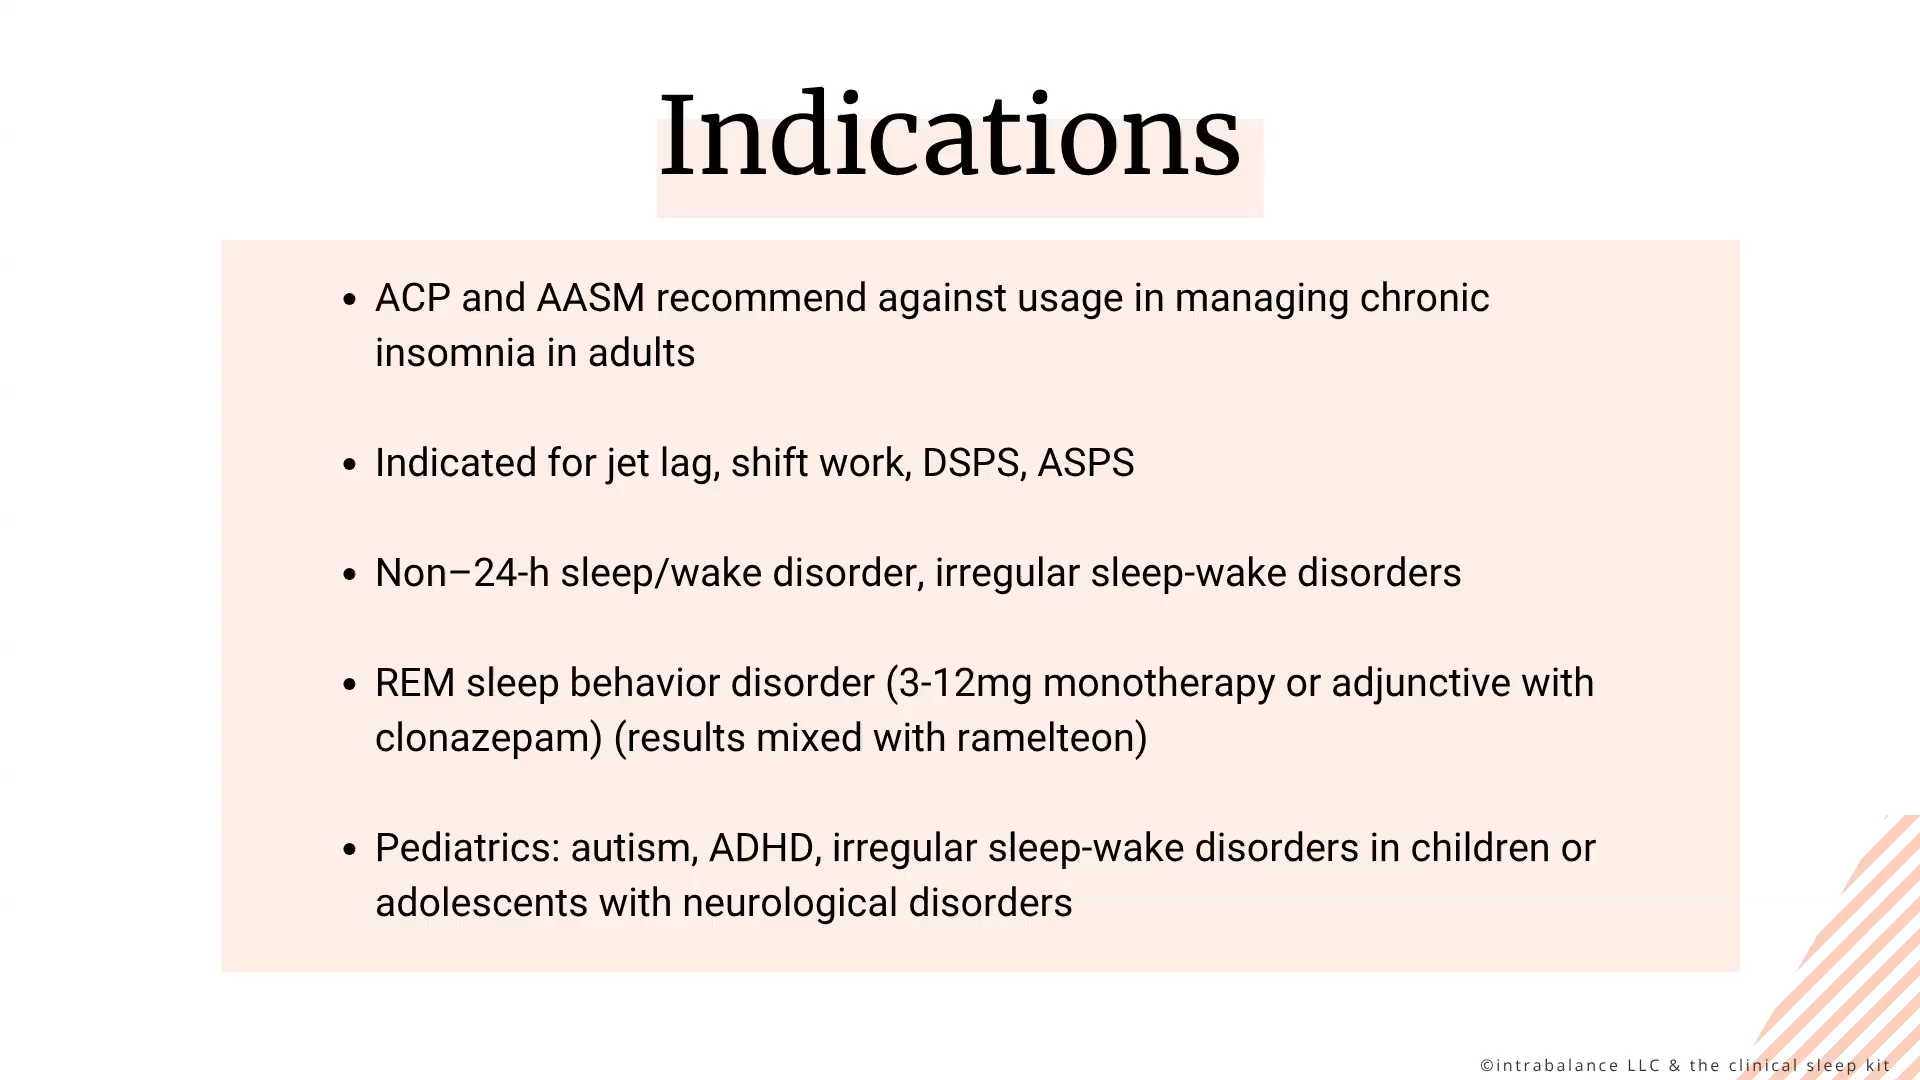 Indications
• ACP and AASM recommend against usage in managing chronic
insomnia in adults
• Indicated for jet lag, shift work, DSPS, ASPS
• Non–24-h sleep/wake disorder, irregular sleep-wake disorders
• REM sleep behavior disorder (3-12mg monotherapy or adjunctive with
clonazepam) (results mixed with ramelteon)
• Pediatrics: autism, ADHD, irregular sleep-wake disorders in children or
adolescents with neurological disorders
©intrabalance LLC & the clinical sleep kit